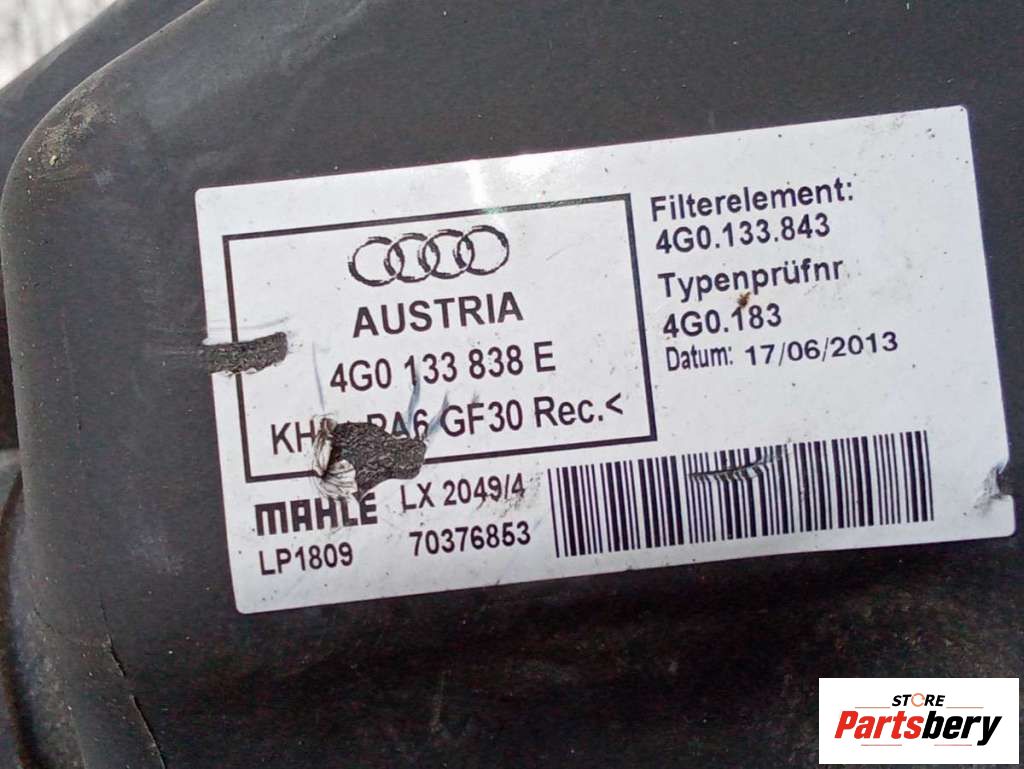 AUSTRIA
4G0 133 838 E
GF30 Rec.<
MAHLE LX 2049/4
LP1809 70376853
Filterelement:
4G0.133.843
Typenprüfnr
4G0.183
Datum: 17/06/2013
STORE
Partsbery